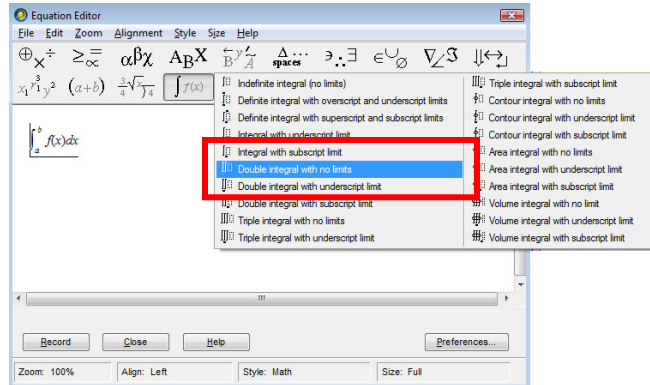 Equation Editor
File Edit Zoom Alignment Style Size Help
αβχ A_B X spaces
(a+b) ∫ f(x)
∫_a^b f(x)dx
Indefinite integral (no limits)
Definite integral with overscript and underscript limits
Definite integral with superscript and subscript limits
Integral with underscript limit
Integral with subscript limit
Double integral with no limits
Double integral with underscript limit
Double integral with subscript limit
Triple integral with no limits
Triple integral with underscript limit
Triple integral with subscript limit
Contour integral with no limits
Contour integral with underscript limit
Contour integral with subscript limit
Area integral with no limits
Area integral with underscript limit
Area integral with subscript limit
Volume integral with no limit
Volume integral with underscript limit
Volume integral with subscript limit
Record Close Help Preferences...
Zoom: 100% Align: Left Style: Math Size: Full